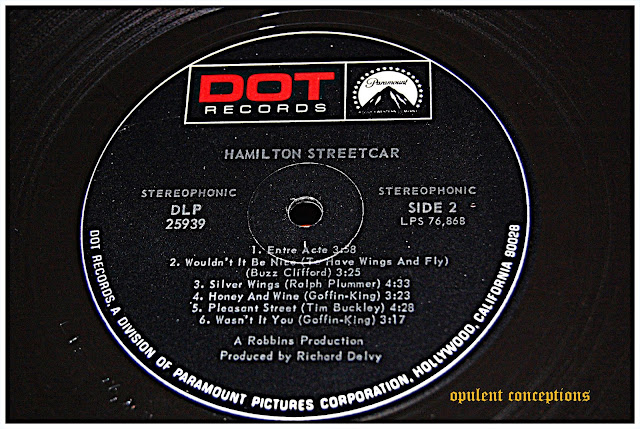 DOT
RECORDS
Paramount
HAMILTON STREETCAR
STEREOPHONIC
DLP
25939
STEREOPHONIC
SIDE 2
LPS 76,868
1. Entre Acte 3:58
2. Wouldn't It Be Nice (To Have Wings And Fly)
(Buzz Clifford) 3:25
3. Silver Wings (Ralph Plummer) 4:33
4. Honey And Wine (Goffin-King) 3:23
5. Pleasant Street (Tim Buckley) 4:28
6. Wasn't It You (Goffin-King) 3:17
A Robbins Production
Produced by Richard Delvy
DOT RECORDS, A DIVISION OF PARAMOUNT PICTURES CORPORATION, HOLLYWOOD, CALIFORNIA 90028
opulent conceptions